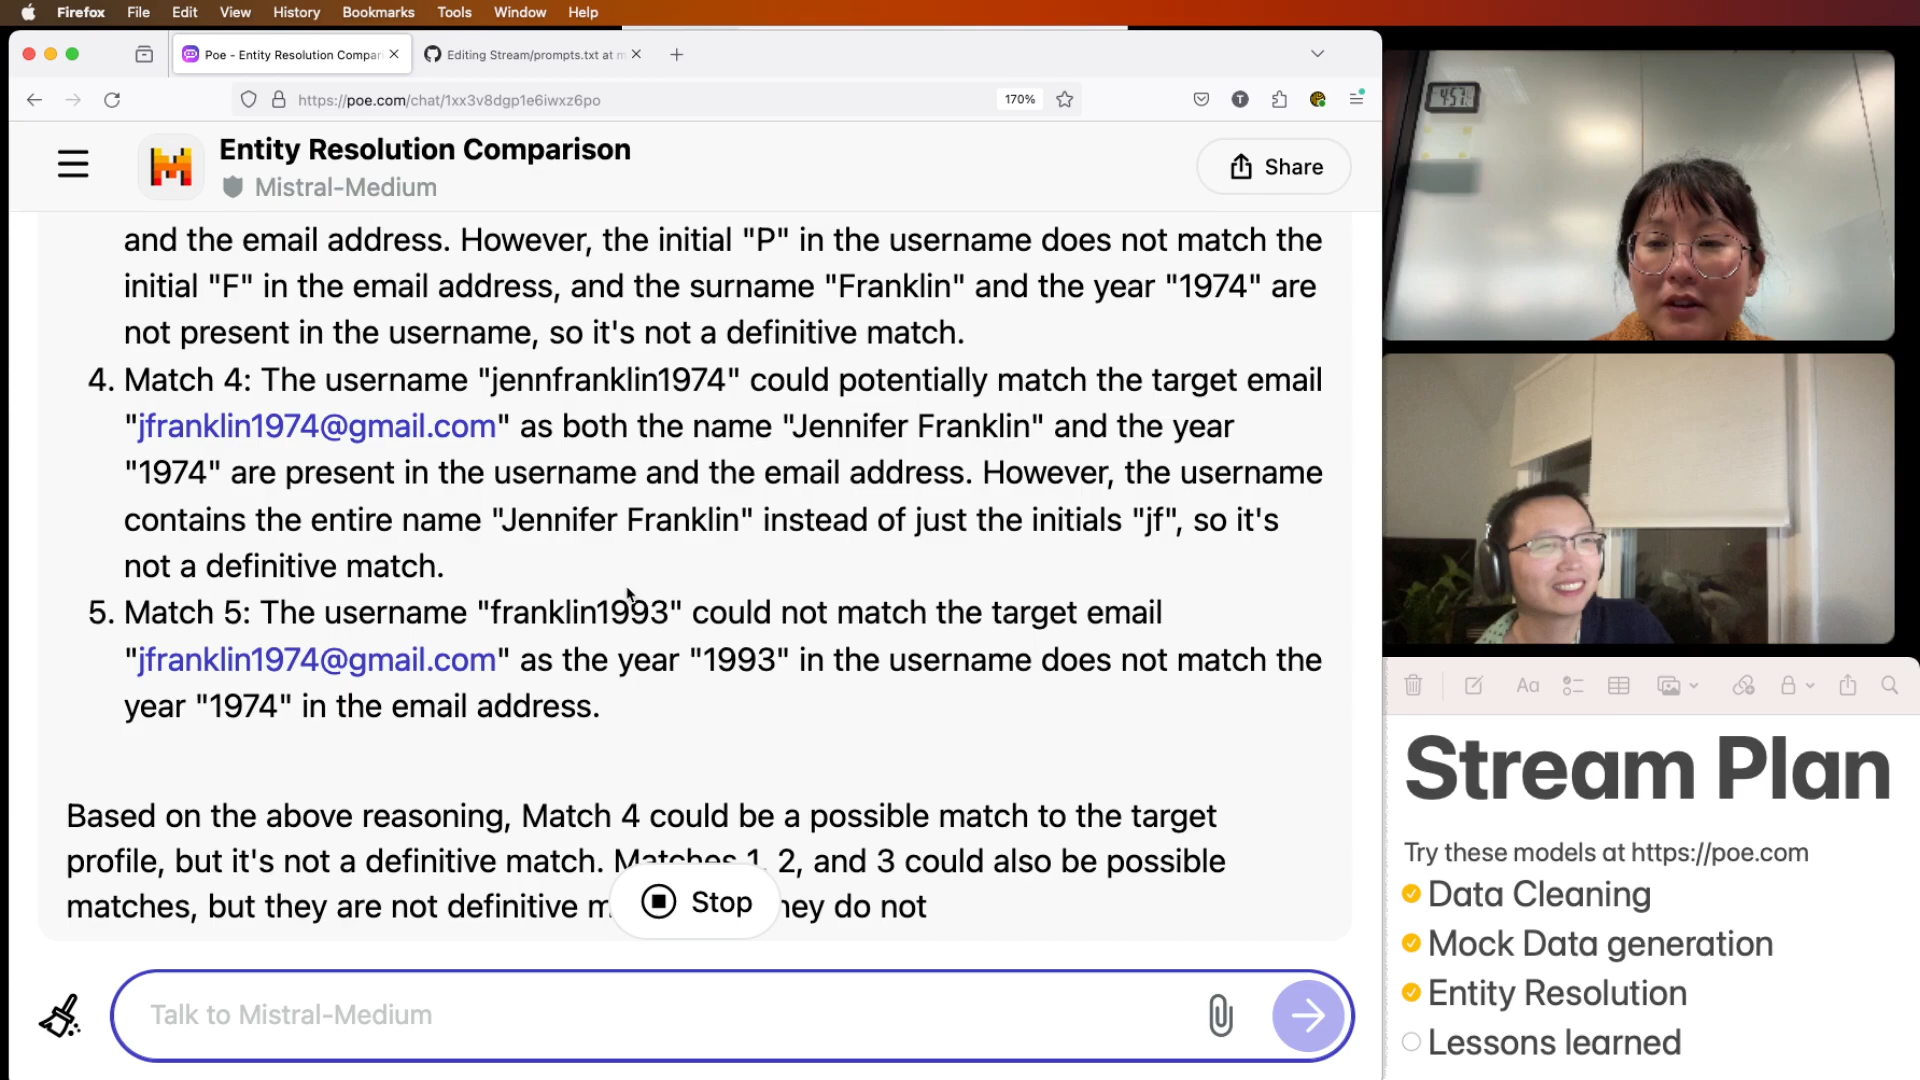 Firefox File Edit View History Bookmarks Tools Window Help
Poe - Entity Resolution Compar
Editing Stream/prompts.txt at m
https://poe.com/chat/1xx3v8dgp1e6iwxz6po
170%
T
Entity Resolution Comparison
Mistral-Medium
Share
and the email address. However, the initial "P" in the username does not match the
initial "F" in the email address, and the surname "Franklin" and the year "1974" are
not present in the username, so it's not a definitive match.
4. Match 4: The username "jennfranklin1974" could potentially match the target email
"jfranklin1974@gmail.com" as both the name "Jennifer Franklin" and the year
"1974" are present in the username and the email address. However, the username
contains the entire name "Jennifer Franklin" instead of just the initials "jf", so it's
not a definitive match.
5. Match 5: The username "franklin1993" could not match the target email
"jfranklin1974@gmail.com" as the year "1993" in the username does not match the
year "1974" in the email address.
Based on the above reasoning, Match 4 could be a possible match to the target
profile, but it's not a definitive match. Matches 1, 2, and 3 could also be possible
matches, but they are not definitive m hey do not
Stop
Talk to Mistral-Medium
4:57
Aa
Stream Plan
Try these models at https://poe.com
Data Cleaning
Mock Data generation
Entity Resolution
Lessons learned